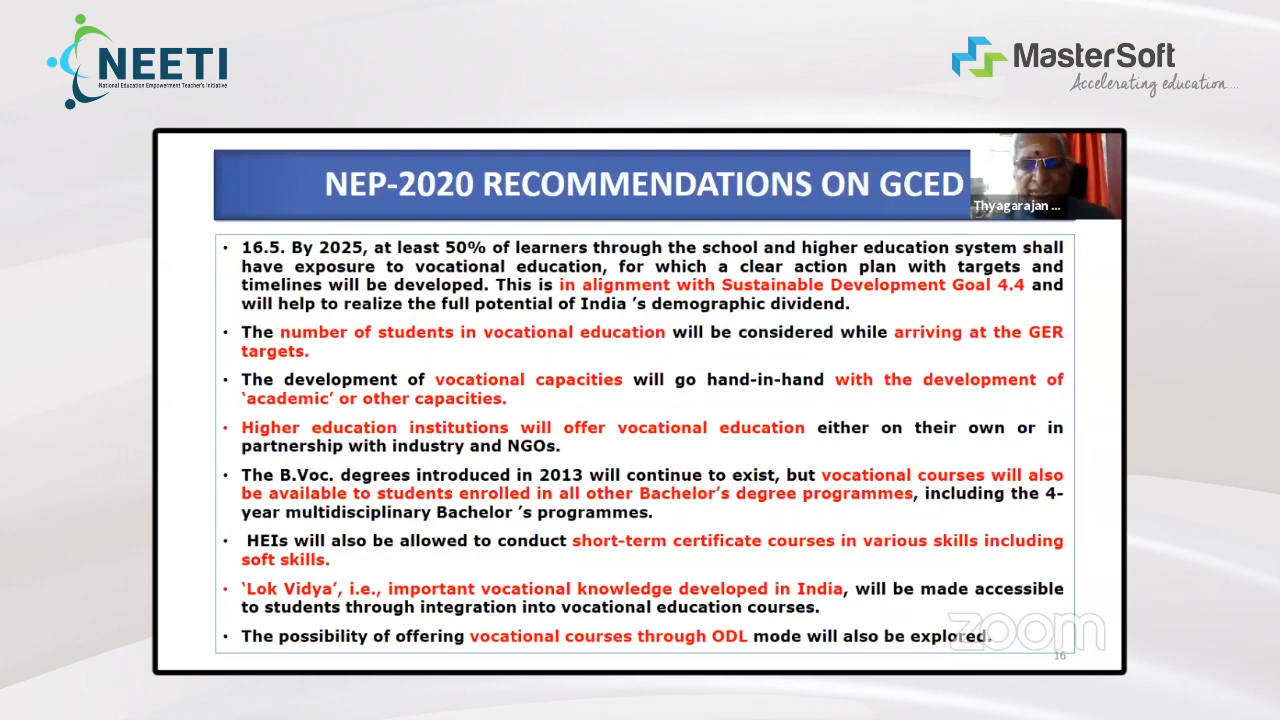 NEETI
National Education Empowerment Teacher's Initiative
MasterSoft
Accelerating education....
NEP-2020 RECOMMENDATIONS ON GCED
Thyagarajan ...
• 16.5. By 2025, at least 50% of learners through the school and higher education system shall
have exposure to vocational education, for which a clear action plan with targets and
timelines will be developed. This is in alignment with Sustainable Development Goal 4.4 and
will help to realize the full potential of India ’s demographic dividend.
• The number of students in vocational education will be considered while arriving at the GER
targets.
• The development of vocational capacities will go hand-in-hand with the development of
‘academic’ or other capacities.
• Higher education institutions will offer vocational education either on their own or in
partnership with industry and NGOs.
• The B.Voc. degrees introduced in 2013 will continue to exist, but vocational courses will also
be available to students enrolled in all other Bachelor’s degree programmes, including the 4-
year multidisciplinary Bachelor ’s programmes.
• HEIs will also be allowed to conduct short-term certificate courses in various skills including
soft skills.
• ‘Lok Vidya’, i.e., important vocational knowledge developed in India, will be made accessible
to students through integration into vocational education courses.
• The possibility of offering vocational courses through ODL mode will also be explored.
zoom
16